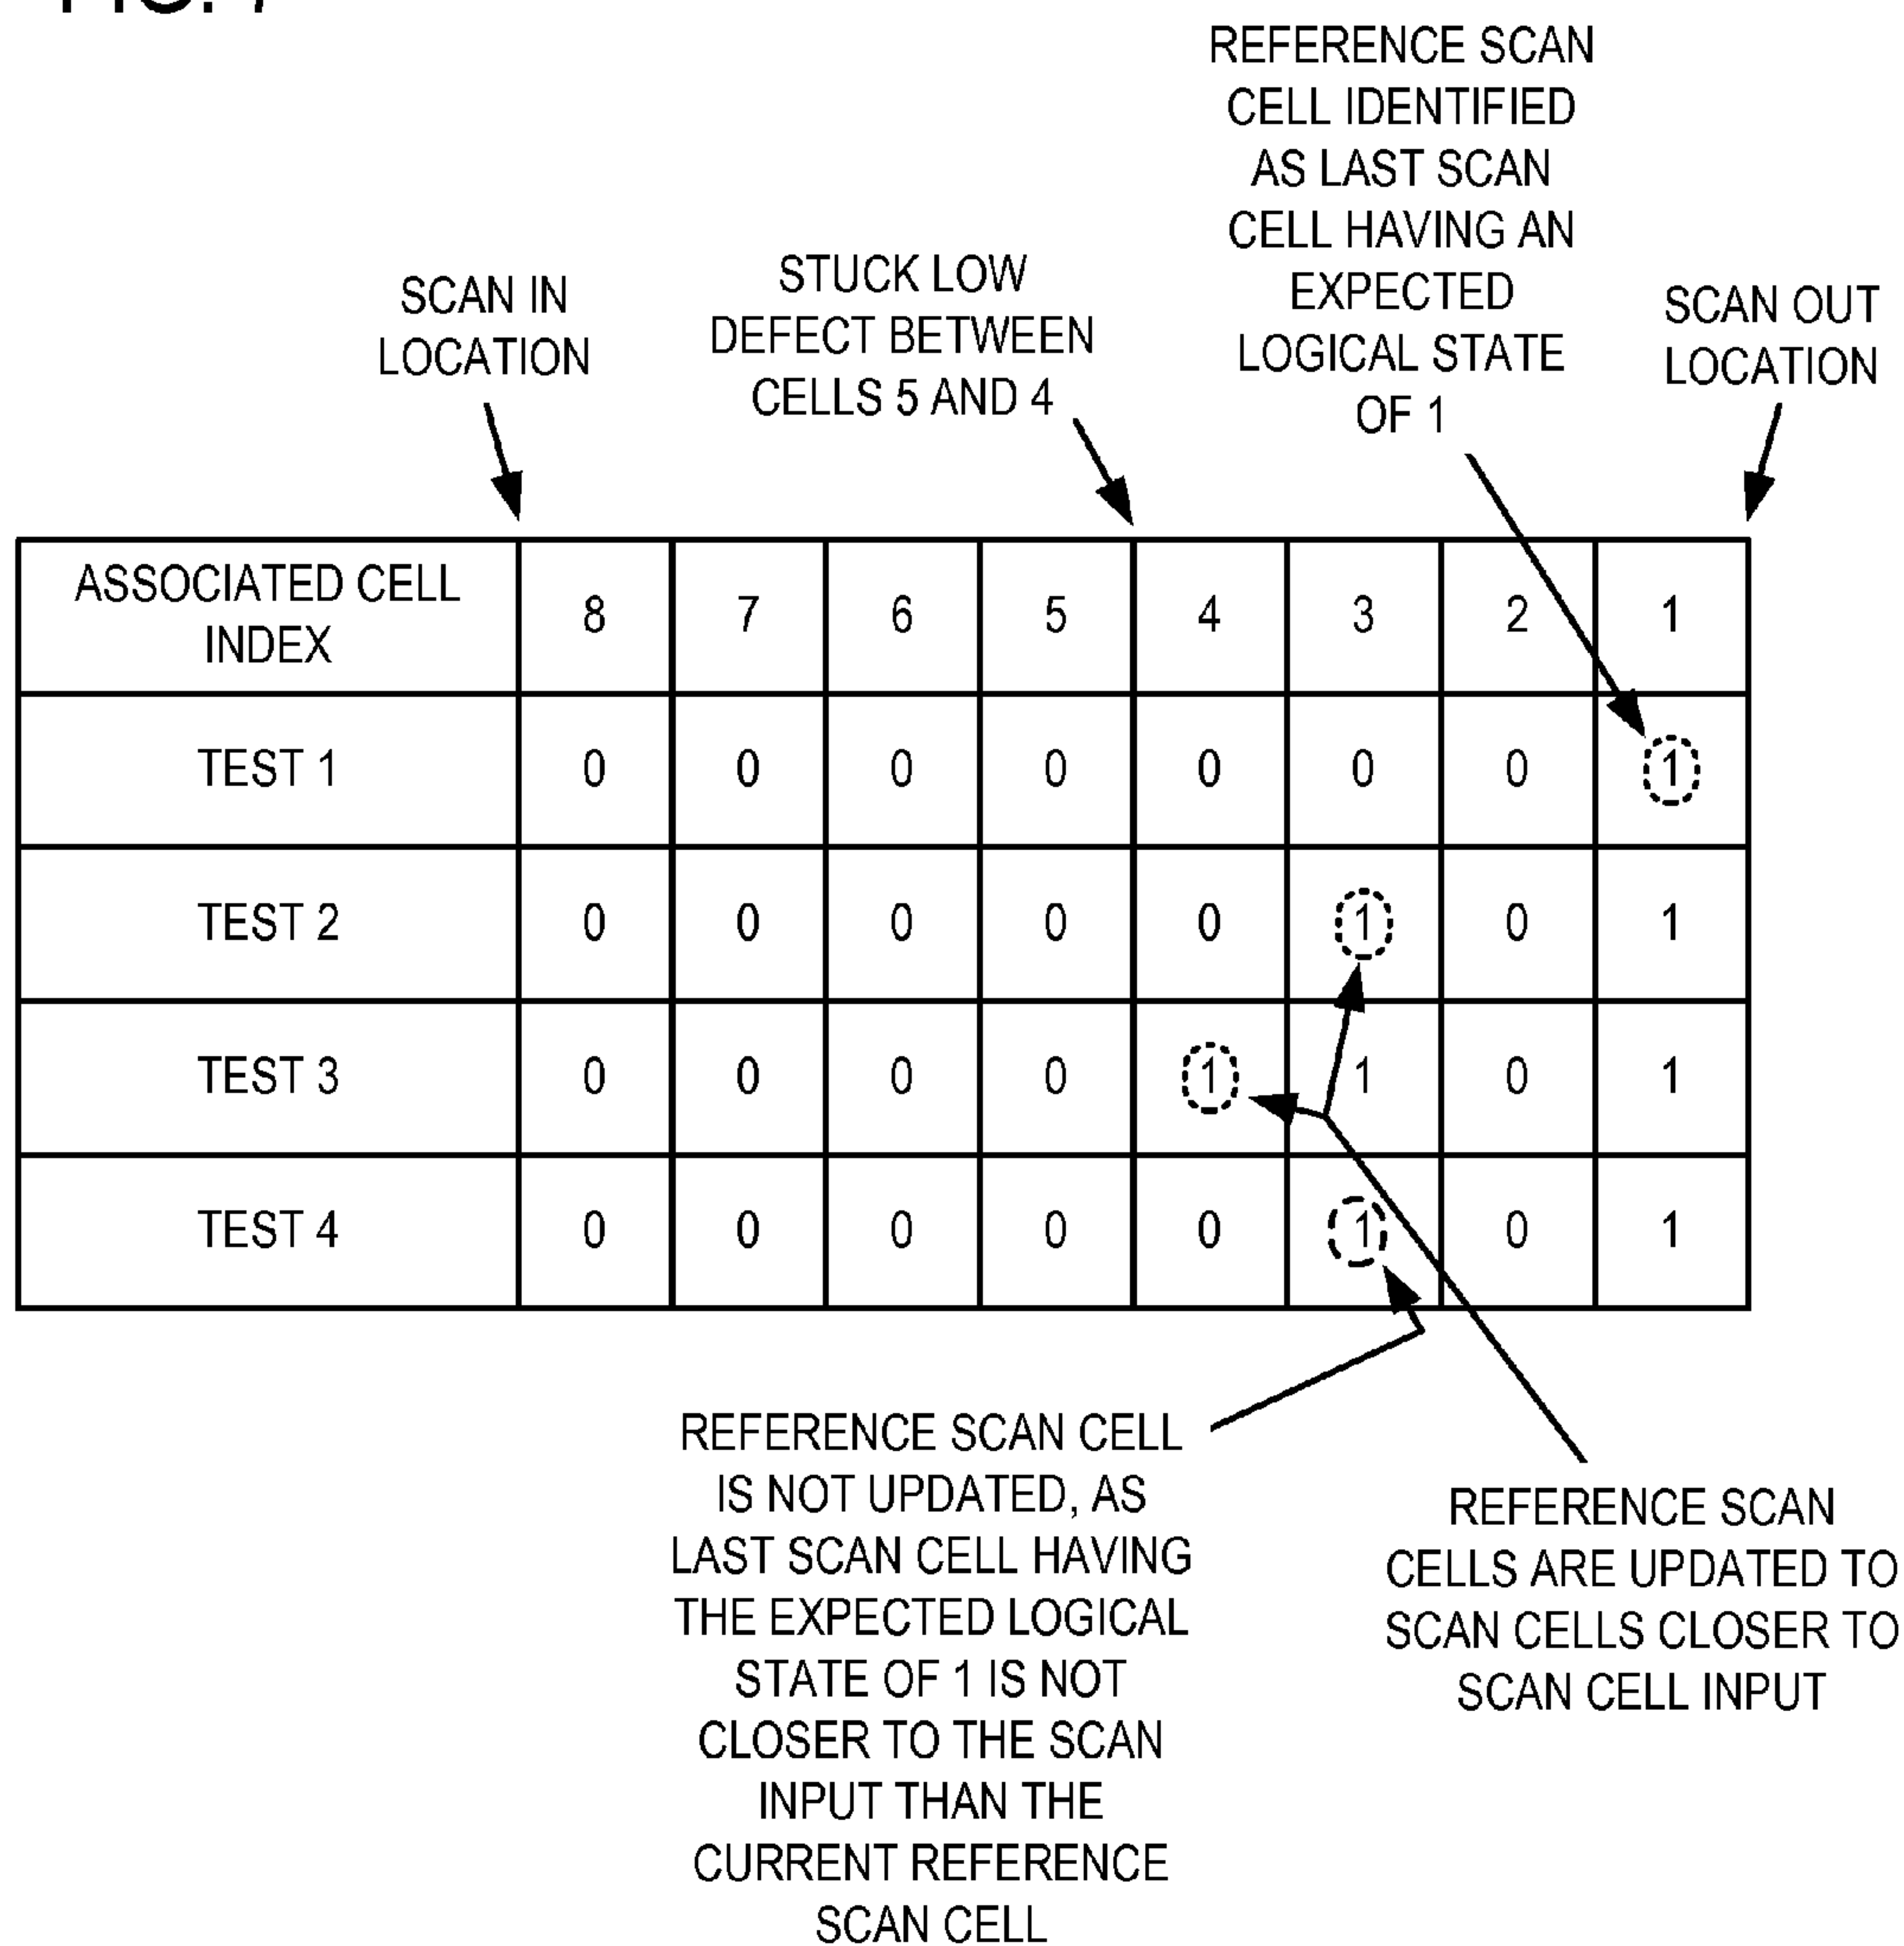 REFERENCE SCAN
CELL IDENTIFIED
AS LAST SCAN
CELL HAVING AN
EXPECTED
LOGICAL STATE
OF 1
SCAN IN
LOCATION
STUCK LOW
DEFECT BETWEEN
CELLS 5 AND 4
SCAN OUT
LOCATION
ASSOCIATED CELL
INDEX
8 7 6 5 4 3 2 1
TEST 1 0 0 0 0 0 0 0 1
TEST 2 0 0 0 0 0 1 0 1
TEST 3 0 0 0 0 1 1 0 1
TEST 4 0 0 0 0 0 1 0 1
REFERENCE SCAN CELL
IS NOT UPDATED, AS
LAST SCAN CELL HAVING
THE EXPECTED LOGICAL
STATE OF 1 IS NOT
CLOSER TO THE SCAN
INPUT THAN THE
CURRENT REFERENCE
SCAN CELL
REFERENCE SCAN
CELLS ARE UPDATED TO
SCAN CELLS CLOSER TO
SCAN CELL INPUT